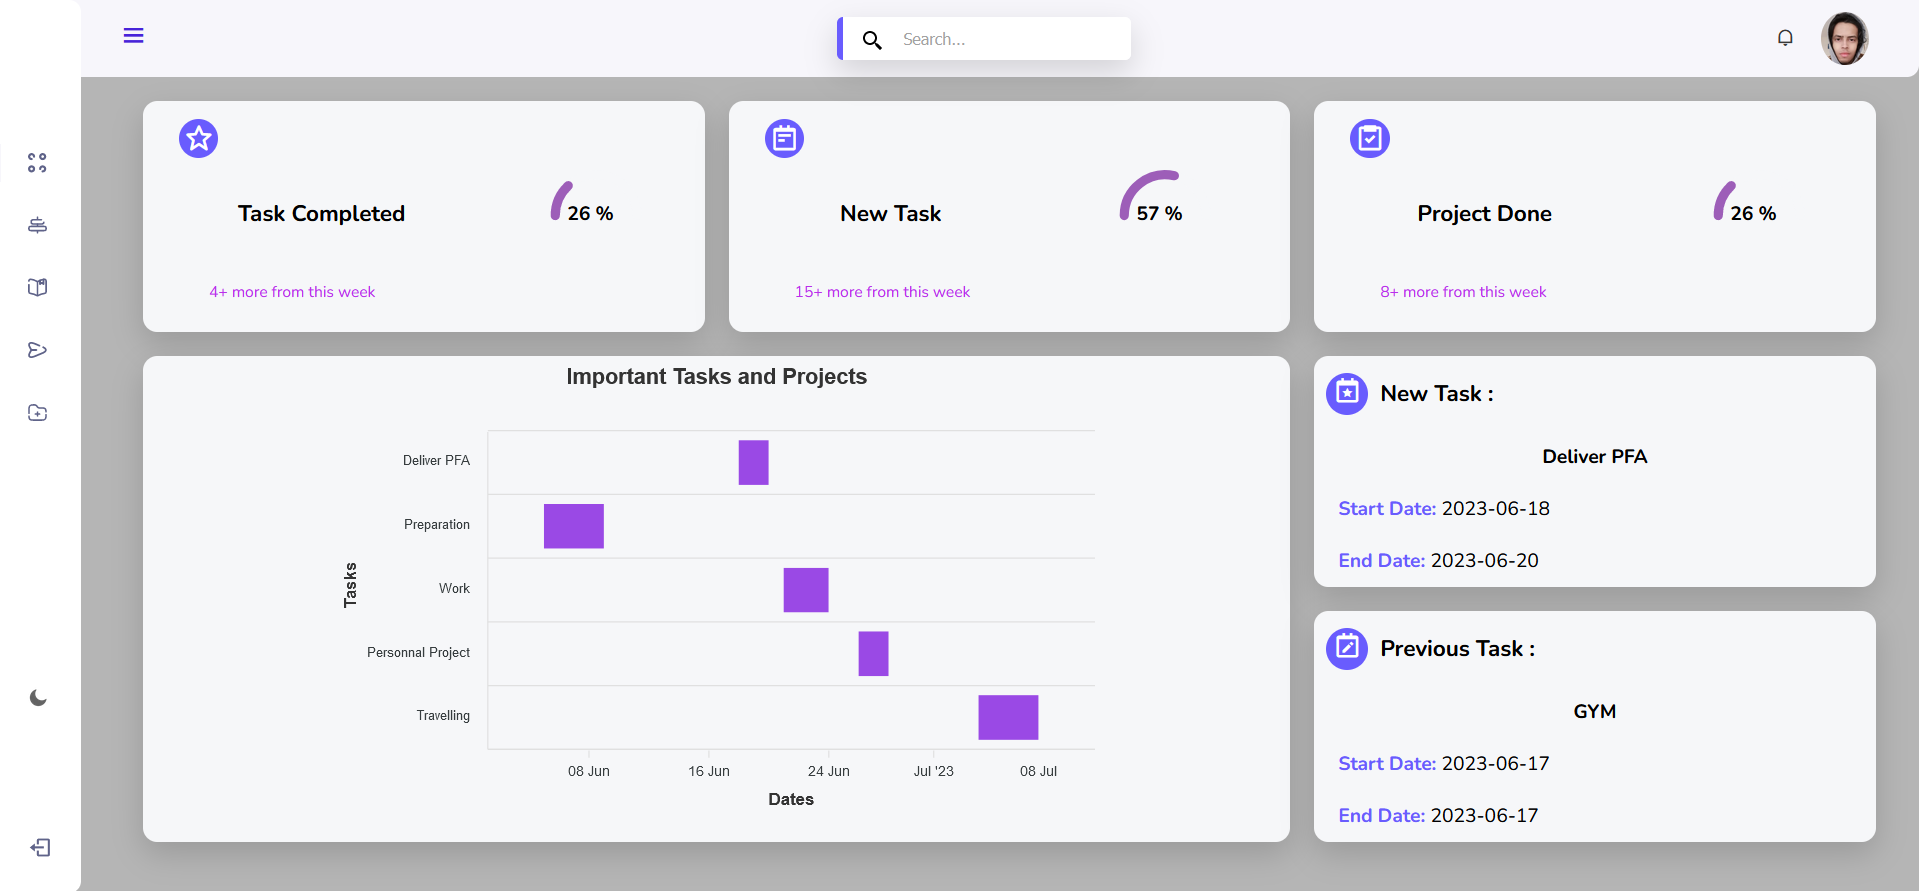 Search...
Task Completed
26 %
4+ more from this week
New Task
57 %
15+ more from this week
Project Done
26 %
8+ more from this week
Important Tasks and Projects
Tasks
Deliver PFA
Preparation
Work
Personnal Project
Travelling
08 Jun
16 Jun
24 Jun
Jul '23
08 Jul
Dates
New Task :
Deliver PFA
Start Date: 2023-06-18
End Date: 2023-06-20
Previous Task :
GYM
Start Date: 2023-06-17
End Date: 2023-06-17